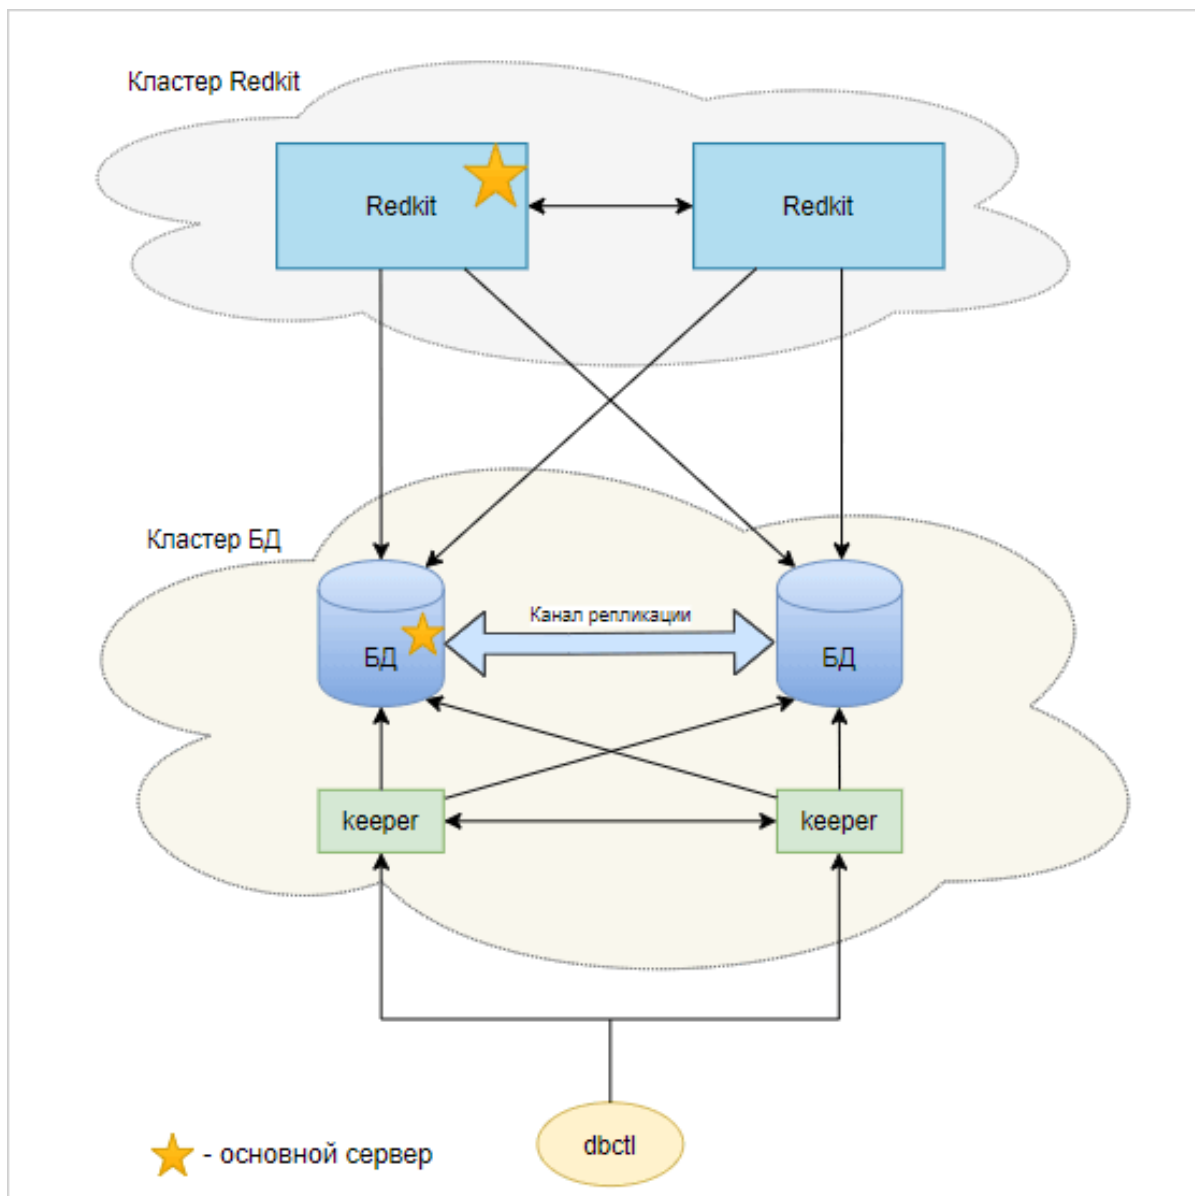 Кластер Redkit
Redkit
Redkit
Кластер БД
Канал репликации
БД
БД
keeper
keeper
dbctl
- основной сервер